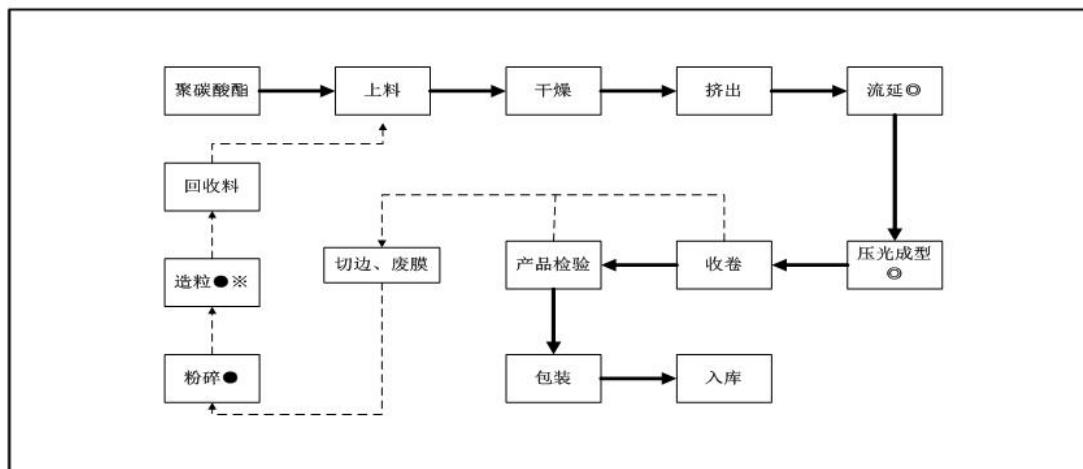 聚碳酸酯
上料
干燥
挤出
流延◎
回收料
切边、废膜
产品检验
收卷
压光成型
◎
造粒●※
粉碎●
包装
入库